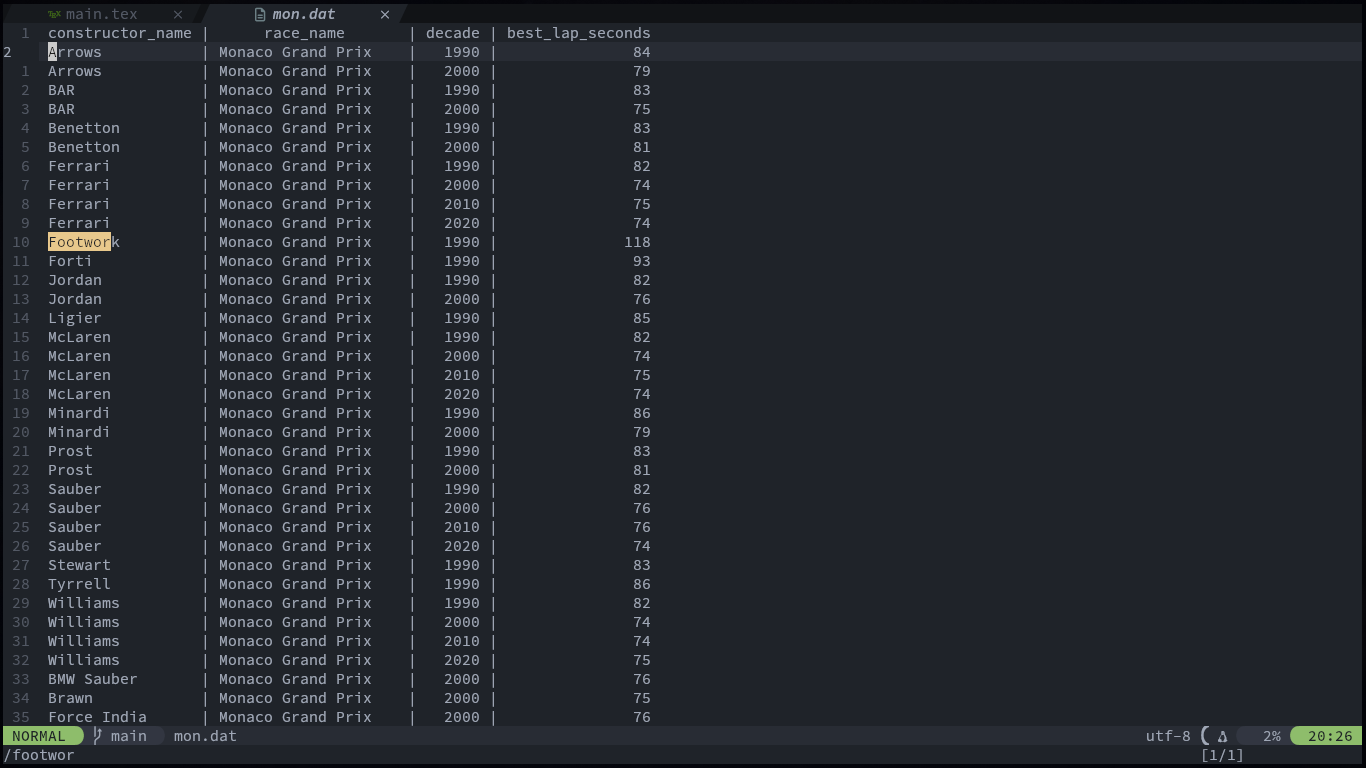 main.tex × mon.dat ×
1 constructor_name | race_name | decade | best_lap_seconds
2 Arrows | Monaco Grand Prix | 1990 | 84
1 Arrows | Monaco Grand Prix | 2000 | 79
2 BAR | Monaco Grand Prix | 1990 | 83
3 BAR | Monaco Grand Prix | 2000 | 75
4 Benetton | Monaco Grand Prix | 1990 | 83
5 Benetton | Monaco Grand Prix | 2000 | 81
6 Ferrari | Monaco Grand Prix | 1990 | 82
7 Ferrari | Monaco Grand Prix | 2000 | 74
8 Ferrari | Monaco Grand Prix | 2010 | 75
9 Ferrari | Monaco Grand Prix | 2020 | 74
10 Footwork | Monaco Grand Prix | 1990 | 118
11 Forti | Monaco Grand Prix | 1990 | 93
12 Jordan | Monaco Grand Prix | 1990 | 82
13 Jordan | Monaco Grand Prix | 2000 | 76
14 Ligier | Monaco Grand Prix | 1990 | 85
15 McLaren | Monaco Grand Prix | 1990 | 82
16 McLaren | Monaco Grand Prix | 2000 | 74
17 McLaren | Monaco Grand Prix | 2010 | 75
18 McLaren | Monaco Grand Prix | 2020 | 74
19 Minardi | Monaco Grand Prix | 1990 | 86
20 Minardi | Monaco Grand Prix | 2000 | 79
21 Prost | Monaco Grand Prix | 1990 | 83
22 Prost | Monaco Grand Prix | 2000 | 81
23 Sauber | Monaco Grand Prix | 1990 | 82
24 Sauber | Monaco Grand Prix | 2000 | 76
25 Sauber | Monaco Grand Prix | 2010 | 76
26 Sauber | Monaco Grand Prix | 2020 | 74
27 Stewart | Monaco Grand Prix | 1990 | 83
28 Tyrrell | Monaco Grand Prix | 1990 | 86
29 Williams | Monaco Grand Prix | 1990 | 82
30 Williams | Monaco Grand Prix | 2000 | 74
31 Williams | Monaco Grand Prix | 2010 | 74
32 Williams | Monaco Grand Prix | 2020 | 75
33 BMW Sauber | Monaco Grand Prix | 2000 | 76
34 Brawn | Monaco Grand Prix | 2000 | 75
35 Force India | Monaco Grand Prix | 2000 | 76
NORMAL main mon.dat utf-8 2% 20:26
/footwor [1/1]